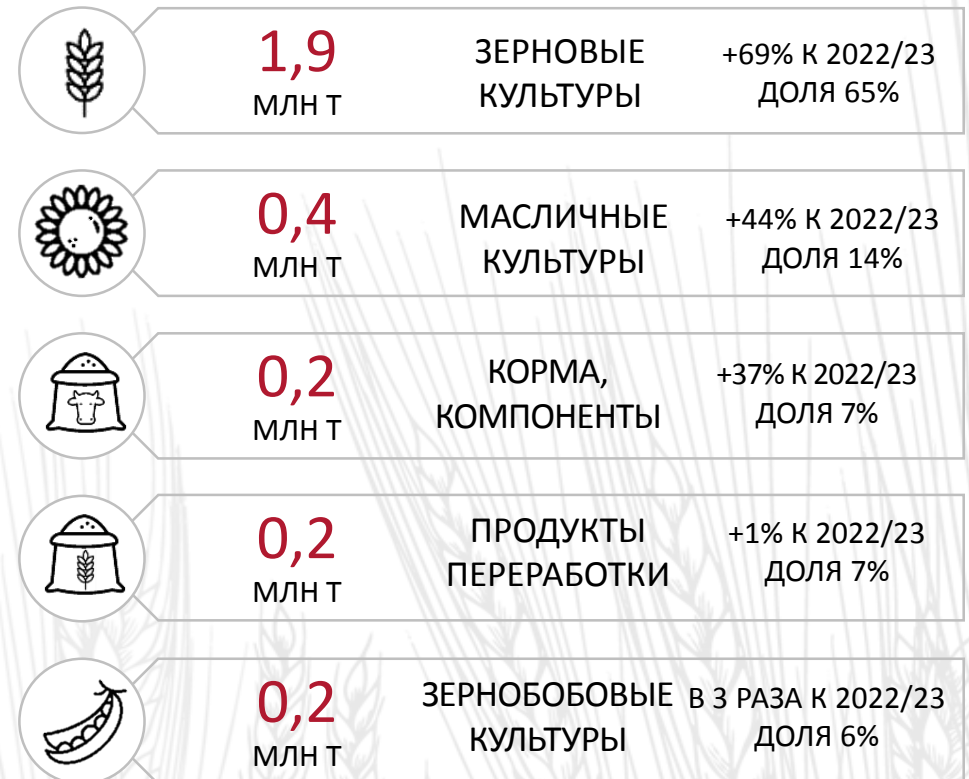 1,9
МЛН Т
ЗЕРНОВЫЕ
КУЛЬТУРЫ
+69% К 2022/23
ДОЛЯ 65%
0,4
МЛН Т
МАСЛИЧНЫЕ
КУЛЬТУРЫ
+44% К 2022/23
ДОЛЯ 14%
0,2
МЛН Т
КОРМА,
КОМПОНЕНТЫ
+37% К 2022/23
ДОЛЯ 7%
0,2
МЛН Т
ПРОДУКТЫ
ПЕРЕРАБОТКИ
+1% К 2022/23
ДОЛЯ 7%
0,2
МЛН Т
ЗЕРНОБОБОВЫЕ
КУЛЬТУРЫ
В 3 РАЗА К 2022/23
ДОЛЯ 6%